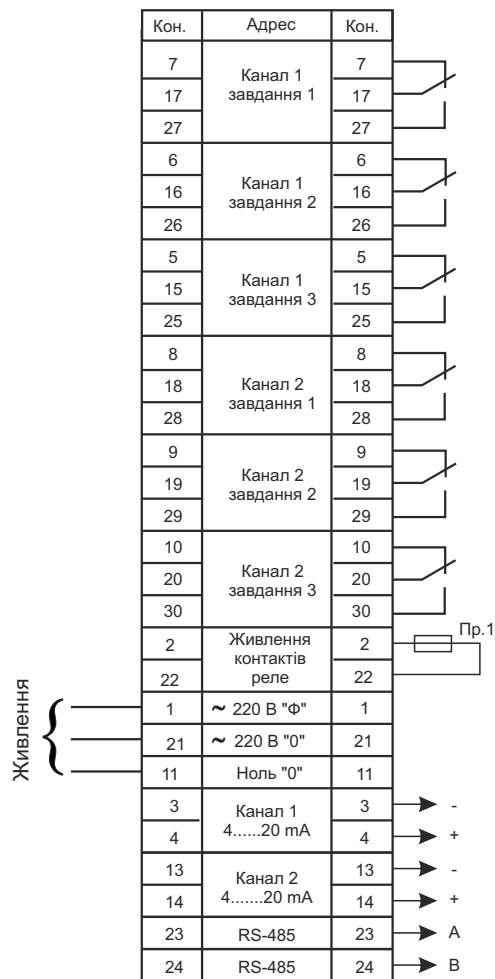 Кон. Адрес Кон.
7 7
Канал 1
завдання 1
17 17
27 27
6 6
Канал 1
завдання 2
16 16
26 26
5 5
Канал 1
завдання 3
15 15
25 25
8 8
Канал 2
завдання 1
18 18
28 28
9 9
Канал 2
завдання 2
19 19
29 29
10 10
Канал 2
завдання 3
20 20
30 30
2 Живлення 2 Пр.1
контактів
22 реле 22
Живлення
1 ~ 220 В "Ф" 1
21 ~ 220 В "0" 21
11 Ноль "0" 11
3 Канал 1 3 -
4 4......20 mA 4 +
13 Канал 2 13 -
14 4.......20 mA 14 +
23 RS-485 23 A
24 RS-485 24 B